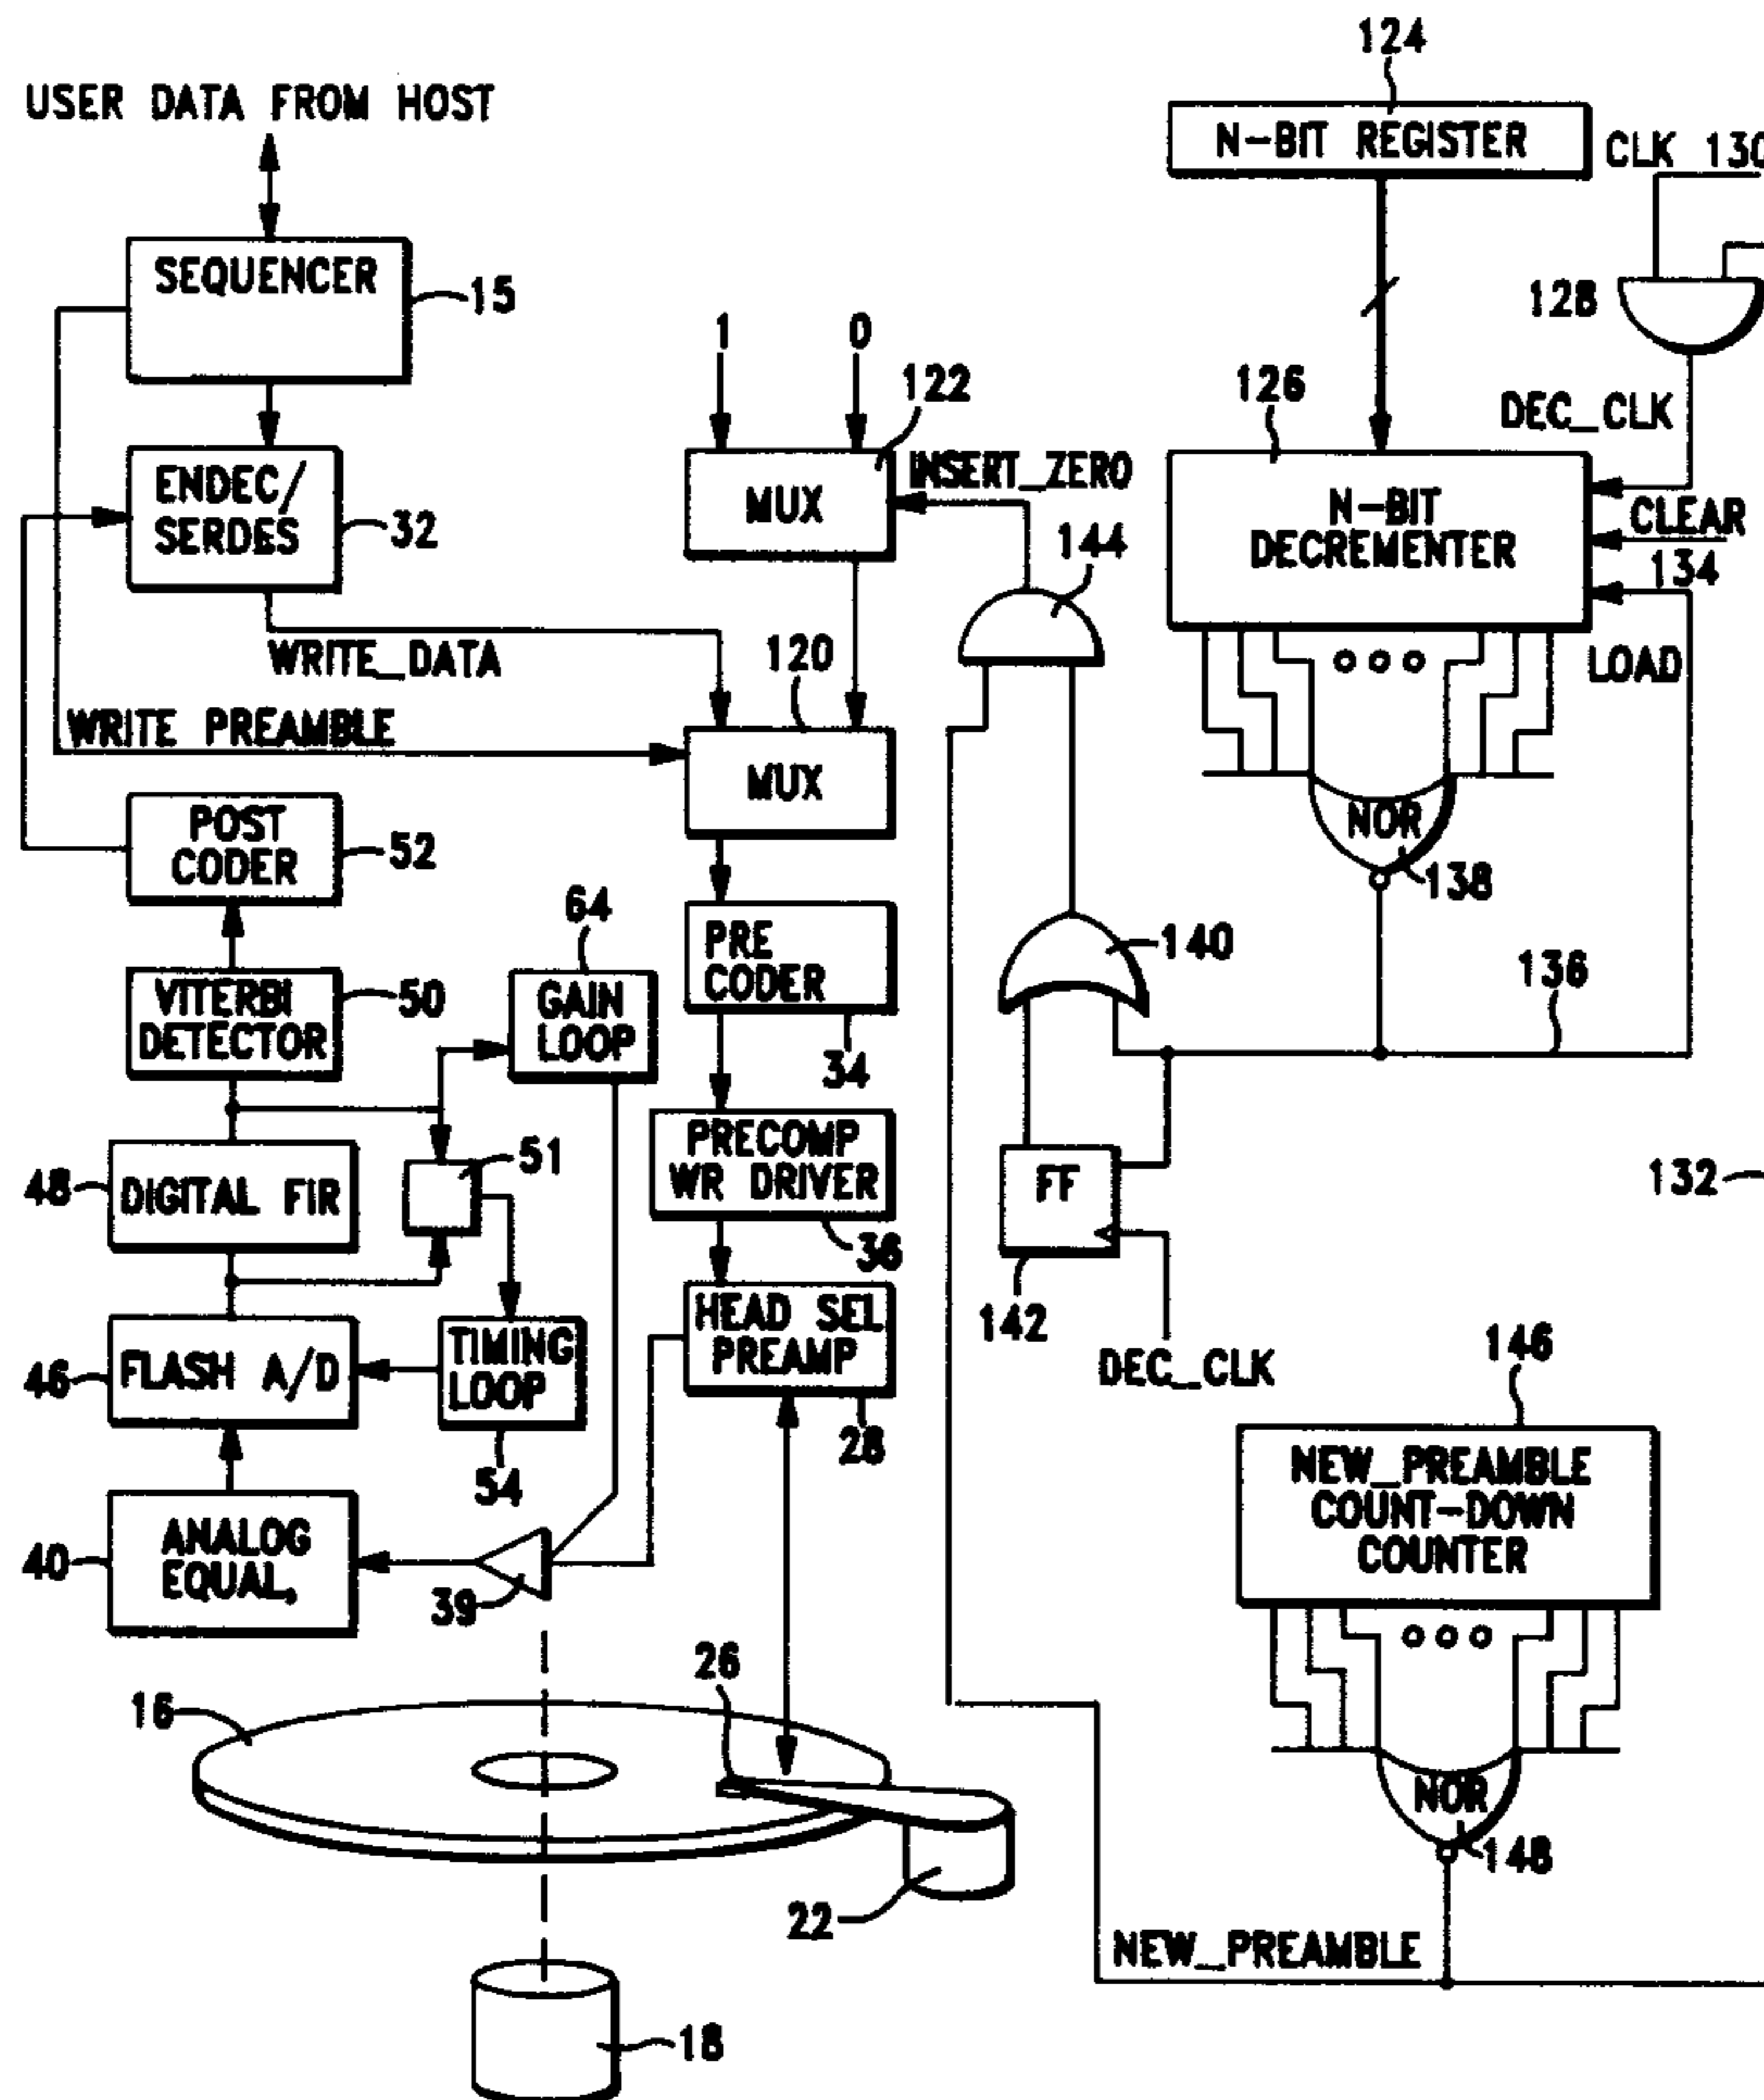 USER DATA FROM HOST
SEQUENCER
15
ENDEC/
SERDES
32
WRITE_DATA
WRITE PREAMBLE
POST
CODER
52
VITERBI
DETECTOR
50
GAIN
LOOP
64
48
DIGITAL FIR
51
46
FLASH A/D
TIMING
LOOP
54
40
ANALOG
EQUAL,
39
1
0
122
MUX
INSERT_ZERO
144
120
MUX
PRE
CODER
34
PRECOMP
WR DRIVER
36
HEAD SEL
PREAMP
28
16
26
22
18
124
N-BIT REGISTER
CLK 130
128
DEC_CLK
126
N-BIT
DECREMENTER
CLEAR
134
LOAD
NOR
138
140
136
FF
142
DEC_CLK
132
146
NEW_PREAMBLE
COUNT-DOWN
COUNTER
NOR
148
NEW_PREAMBLE